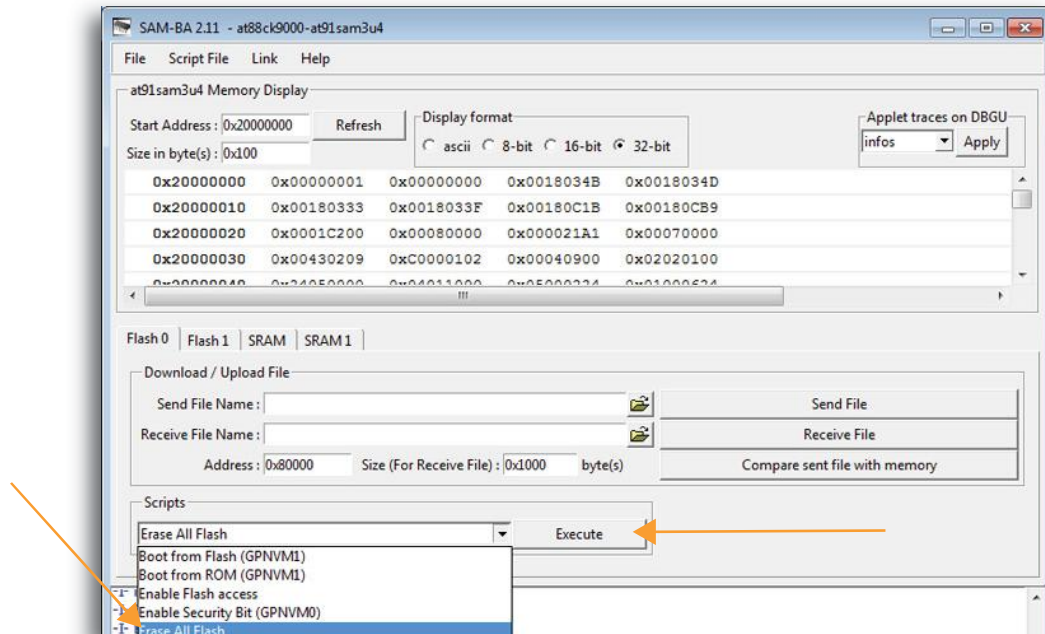 SAM-BA 2.11 - at88ck9000-at91sam3u4
File Script File Link Help
at91sam3u4 Memory Display
Start Address : 0x20000000 Refresh
Size in byte(s) : 0x100
Display format
ascii 8-bit 16-bit 32-bit
Applet traces on DBGU
infos Apply
0x20000000 0x00000001 0x00000000 0x0018034B 0x0018034D
0x20000010 0x00180333 0x0018033F 0x00180C1B 0x00180CB9
0x20000020 0x0001C200 0x00080000 0x000021A1 0x00070000
0x20000030 0x00430209 0xC0000102 0x00040900 0x02020100
Flash 0 Flash 1 SRAM SRAM 1
Download / Upload File
Send File Name : Send File
Receive File Name : Receive File
Address : 0x80000 Size (For Receive File) : 0x1000 byte(s) Compare sent file with memory
Scripts
Erase All Flash Execute
Boot from Flash (GPNVM1)
Boot from ROM (GPNVM1)
Enable Flash access
Enable Security Bit (GPNVM0)
-I- Erase All Flash